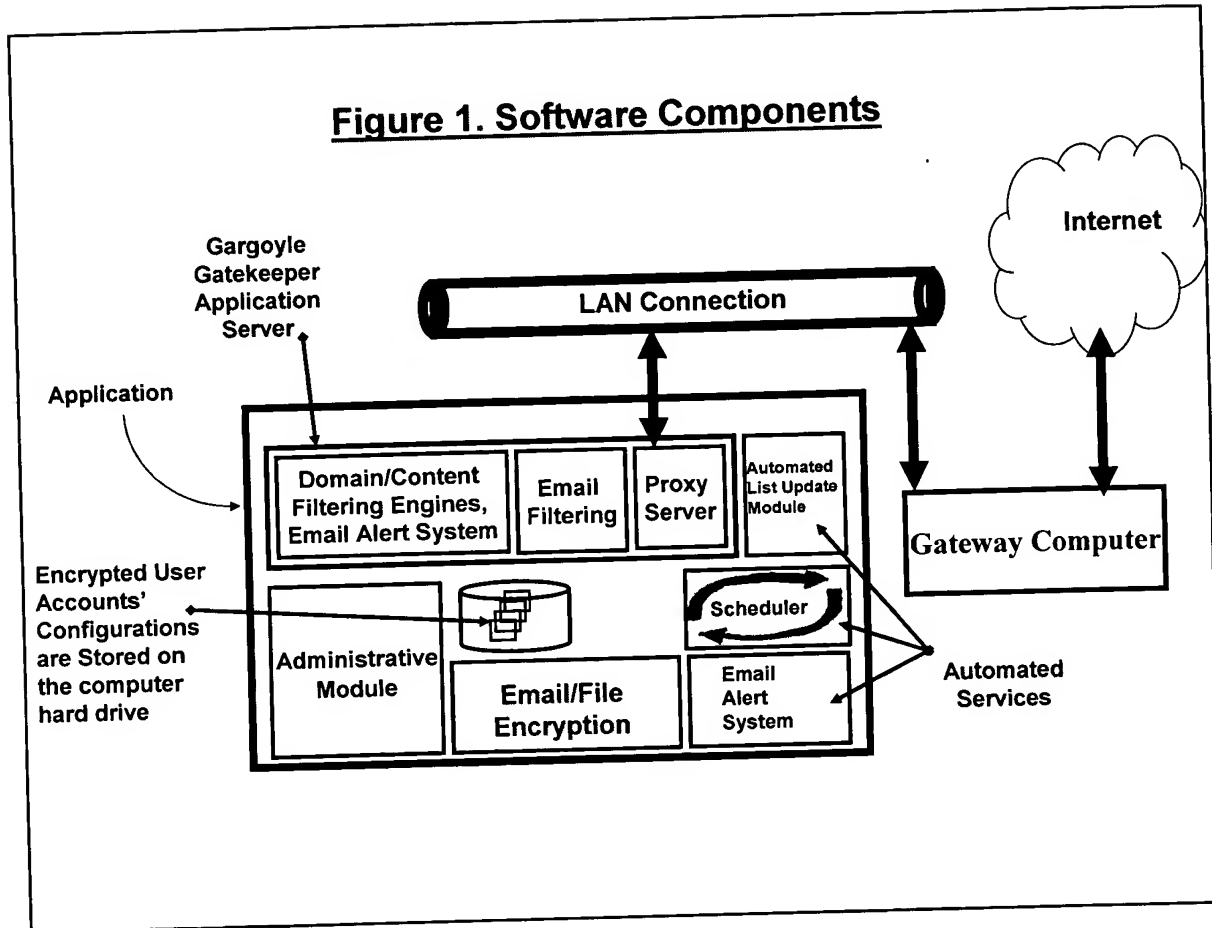 Figure 1. Software Components
Internet
Gargoyle
Gatekeeper
Application
Server
LAN Connection
Application
Domain/Content
Filtering Engines,
Email Alert System
Email
Filtering
Proxy
Server
Automated
List Update
Module
Gateway Computer
Encrypted User
Accounts’
Configurations
are Stored on
the computer
hard drive
Administrative
Module
Scheduler
Email/File
Encryption
Email
Alert
System
Automated
Services